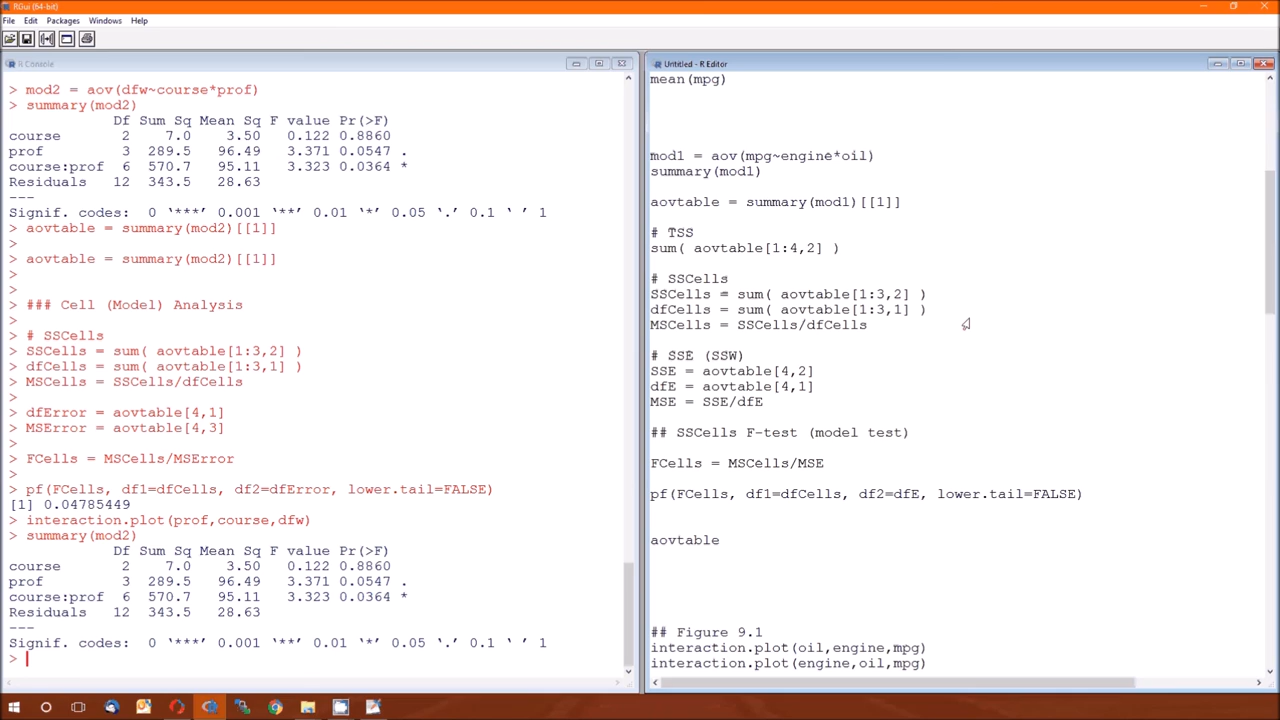 RGui (64-bit)
File Edit Packages Windows Help
R Console
> mod2 = aov(dfw~course*prof)
> summary(mod2)
Df Sum Sq Mean Sq F value Pr(>F)
course 2 7.0 3.50 0.122 0.8860
prof 3 289.5 96.49 3.371 0.0547 .
course:prof 6 570.7 95.11 3.323 0.0364 *
Residuals 12 343.5 28.63
---
Signif. codes: 0 ‘***’ 0.001 ‘**’ 0.01 ‘*’ 0.05 ‘.’ 0.1 ‘ ’ 1
> aovtable = summary(mod2)[[1]]
>
> aovtable = summary(mod2)[[1]]
>
>
> ### Cell (Model) Analysis
>
> # SSCells
> SSCells = sum( aovtable[1:3,2] )
> dfCells = sum( aovtable[1:3,1] )
> MSCells = SSCells/dfCells
>
> dfError = aovtable[4,1]
> MSError = aovtable[4,3]
>
> FCells = MSCells/MSError
>
> pf(FCells, df1=dfCells, df2=dfError, lower.tail=FALSE)
[1] 0.04785449
> interaction.plot(prof,course,dfw)
> summary(mod2)
Df Sum Sq Mean Sq F value Pr(>F)
course 2 7.0 3.50 0.122 0.8860
prof 3 289.5 96.49 3.371 0.0547 .
course:prof 6 570.7 95.11 3.323 0.0364 *
Residuals 12 343.5 28.63
---
Signif. codes: 0 ‘***’ 0.001 ‘**’ 0.01 ‘*’ 0.05 ‘.’ 0.1 ‘ ’ 1
>
Untitled - R Editor
mean(mpg)
mod1 = aov(mpg~engine*oil)
summary(mod1)
aovtable = summary(mod1)[[1]]
# TSS
sum( aovtable[1:4,2] )
# SSCells
SSCells = sum( aovtable[1:3,2] )
dfCells = sum( aovtable[1:3,1] )
MSCells = SSCells/dfCells
# SSE (SSW)
SSE = aovtable[4,2]
dfE = aovtable[4,1]
MSE = SSE/dfE
## SSCells F-test (model test)
FCells = MSCells/MSE
pf(FCells, df1=dfCells, df2=dfE, lower.tail=FALSE)
aovtable
## Figure 9.1
interaction.plot(oil,engine,mpg)
interaction.plot(engine,oil,mpg)